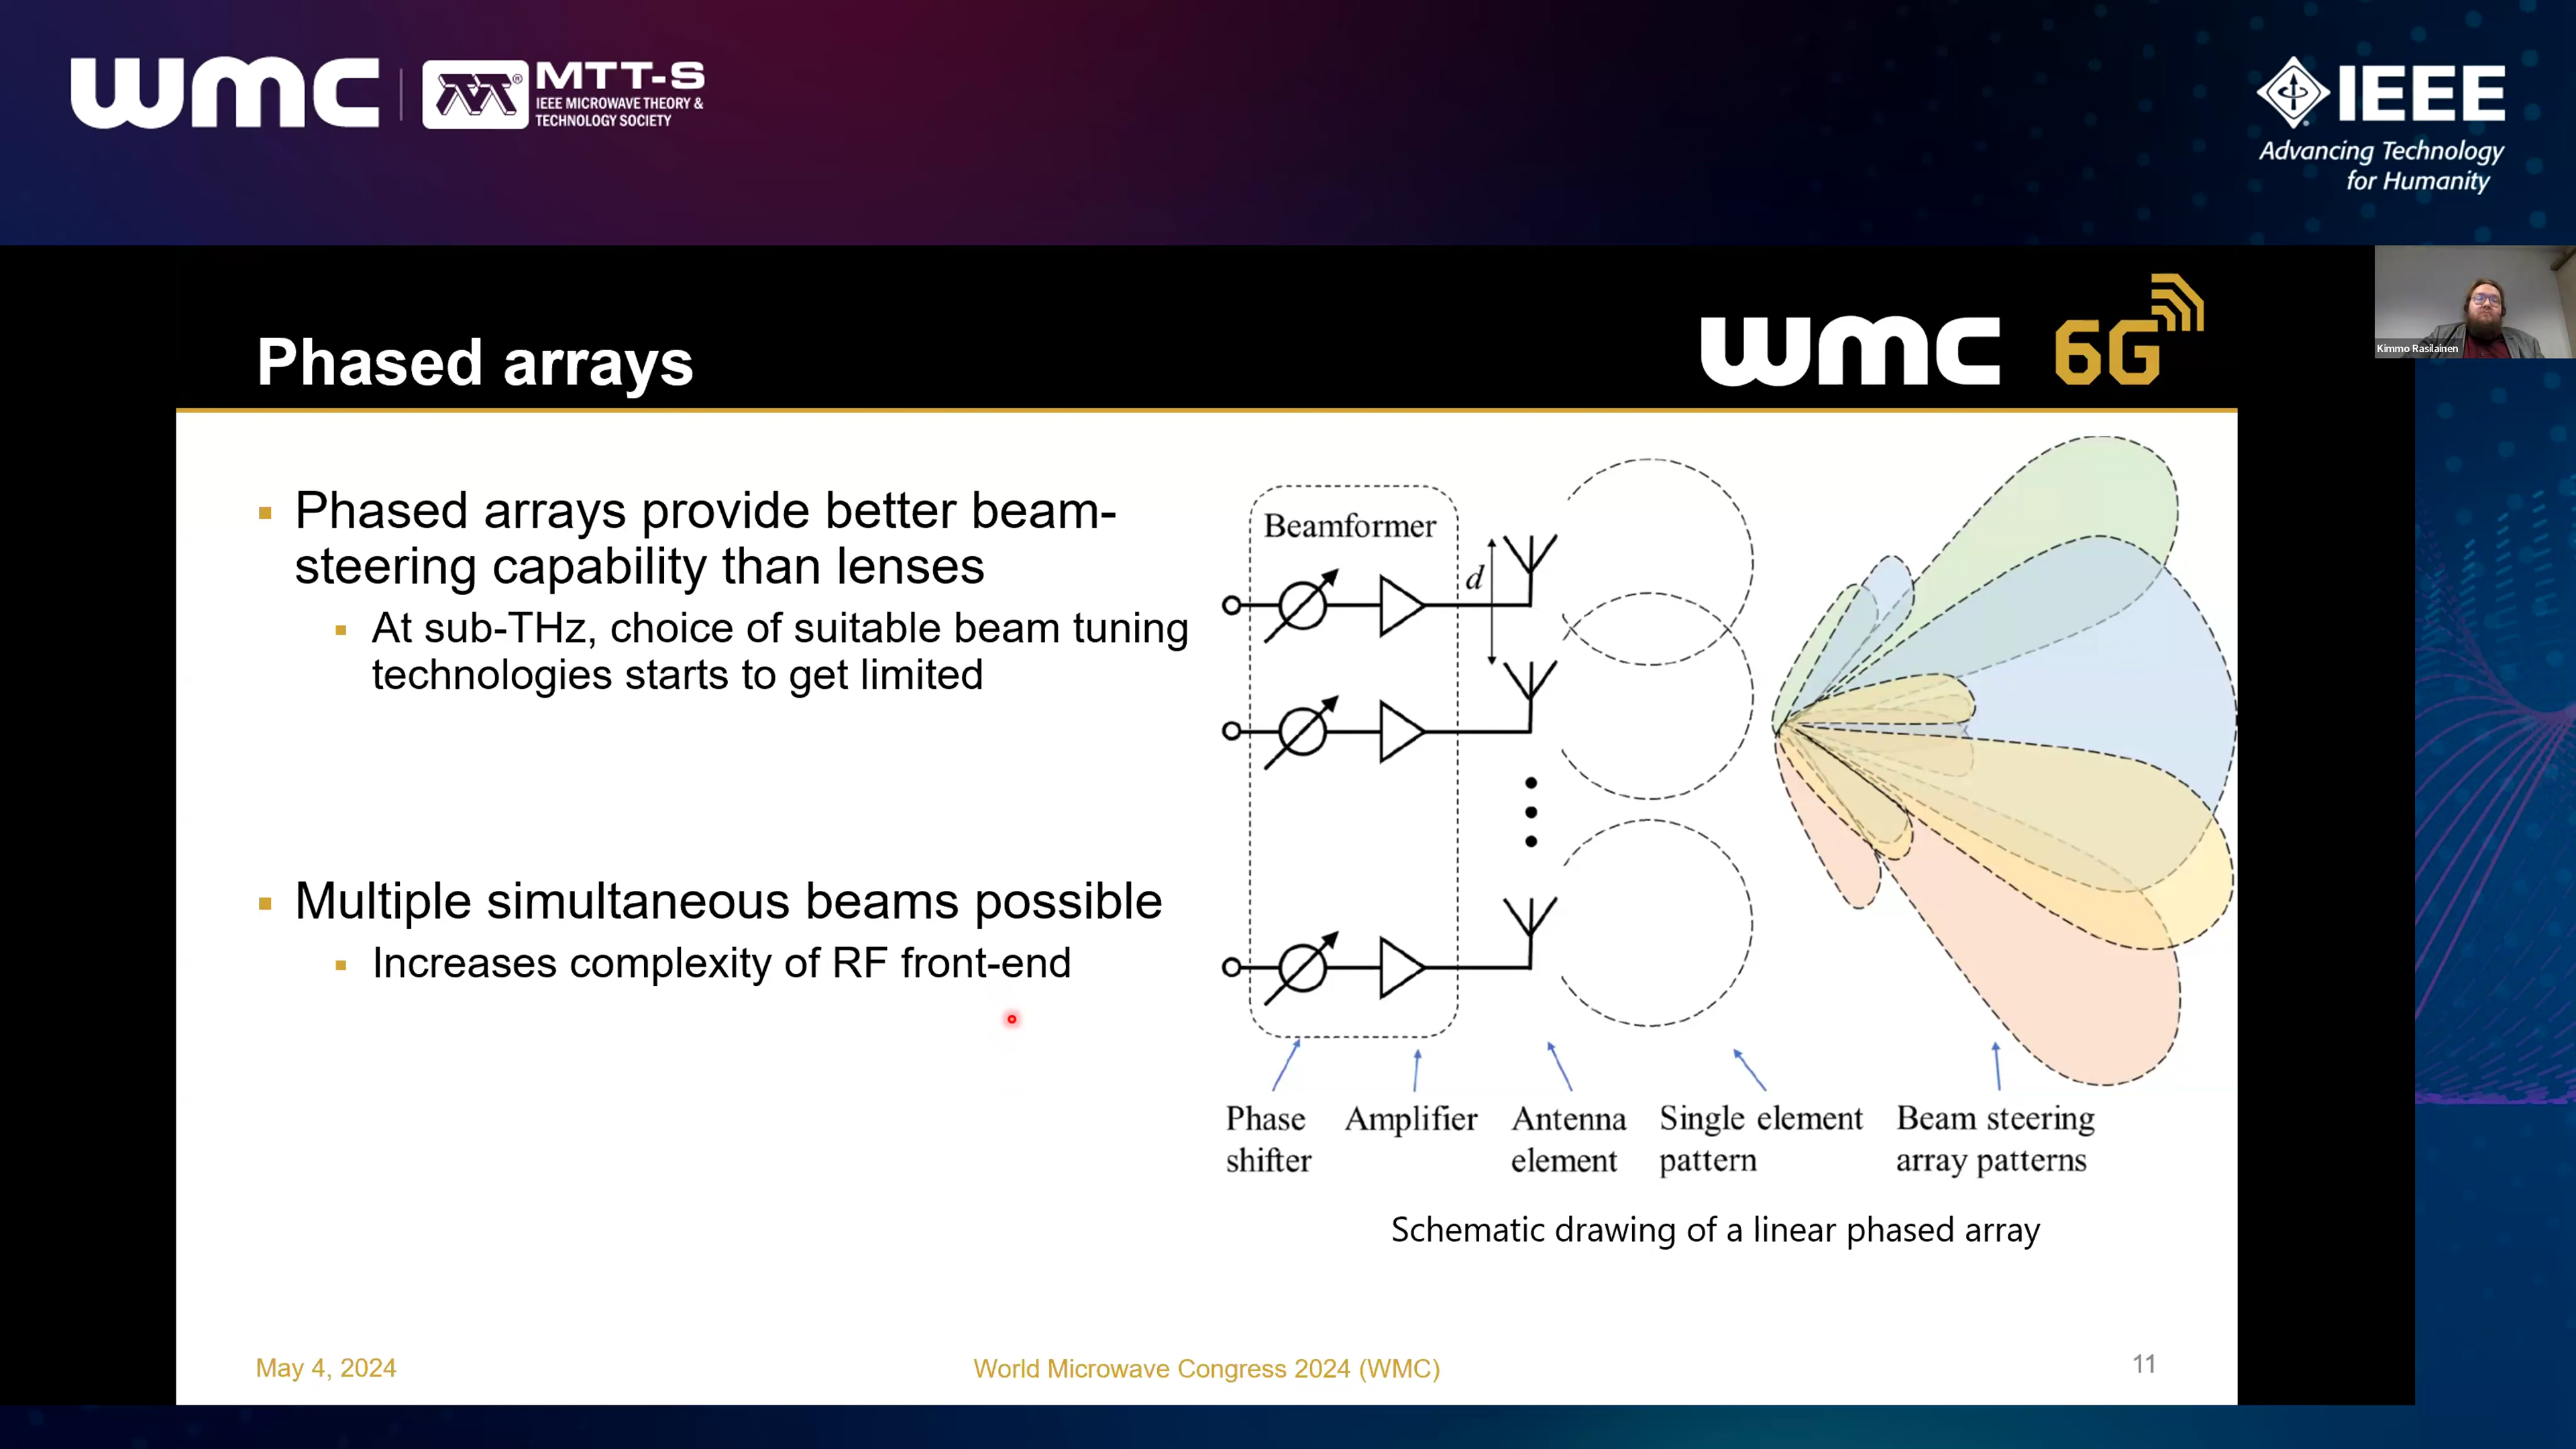 wmc
MTT-S
IEEE MICROWAVE THEORY &
TECHNOLOGY SOCIETY
IEEE
Advancing Technology
for Humanity
Kimmo Rasilainen
Phased arrays
wmc 6G
Phased arrays provide better beam-
steering capability than lenses
At sub-THz, choice of suitable beam tuning
technologies starts to get limited
Multiple simultaneous beams possible
Increases complexity of RF front-end
Beamformer
d
Phase
shifter
Amplifier
Antenna
element
Single element
pattern
Beam steering
array patterns
Schematic drawing of a linear phased array
May 4, 2024
World Microwave Congress 2024 (WMC)
11